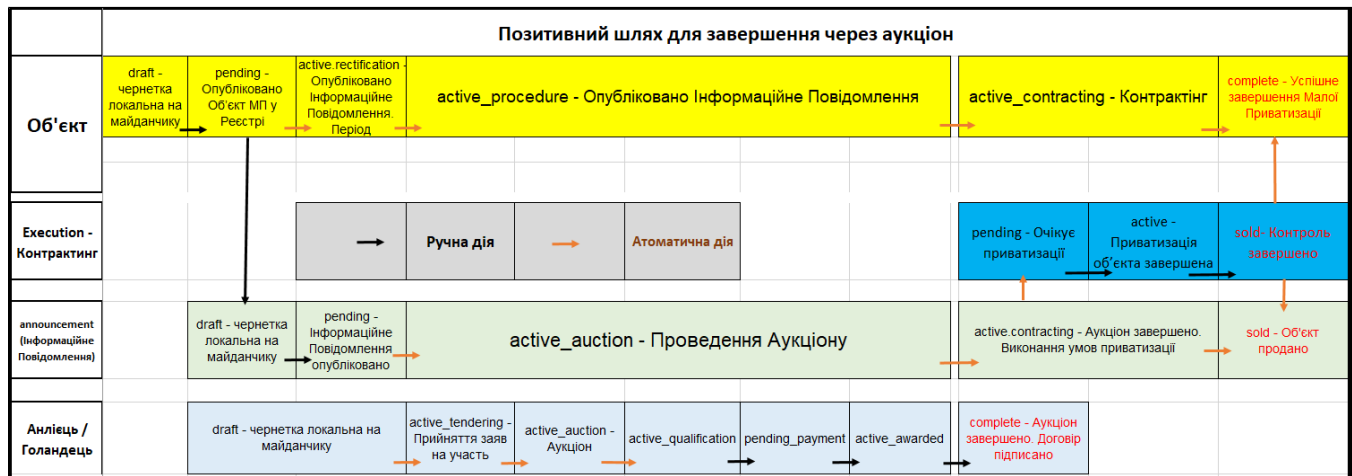 Позитивний шлях для завершення через аукціон
Об'єкт
draft -
чернетка
локальна на
майданчику
pending -
Опубліковано
Об'єкт МП у
Реєстрі
active.rectification -
Опубліковано
Інформаційне
Повідомлення.
Період
active_procedure - Опубліковано Інформаційне Повідомлення
active_contracting - Контрактінг
complete - Успішне
завершення Малої
Приватизації
Execution -
Контрактинг
Ручна дія
Атоматична дія
pending - Очікує
приватизації
active -
Приватизація
об'єкта завершена
sold- Контроль
завершено
announcement
(Інформаційне
Повідомлення)
draft - чернетка
локальна на
майданчику
pending -
Інформаційне
Повідомлення
опубліковано
active_auction - Проведення Аукціону
active.contracting - Аукціон завершено.
Виконання умов приватизації
sold - Об'єкт
продано
Анлієць /
Голандець
draft - чернетка локальна на
майданчику
active_tendering -
Прийняття заяв
на участь
active_auction -
Аукціон
active_qualification
pending_payment
active_awarded
complete - Аукціон
завершено. Договір
підписано